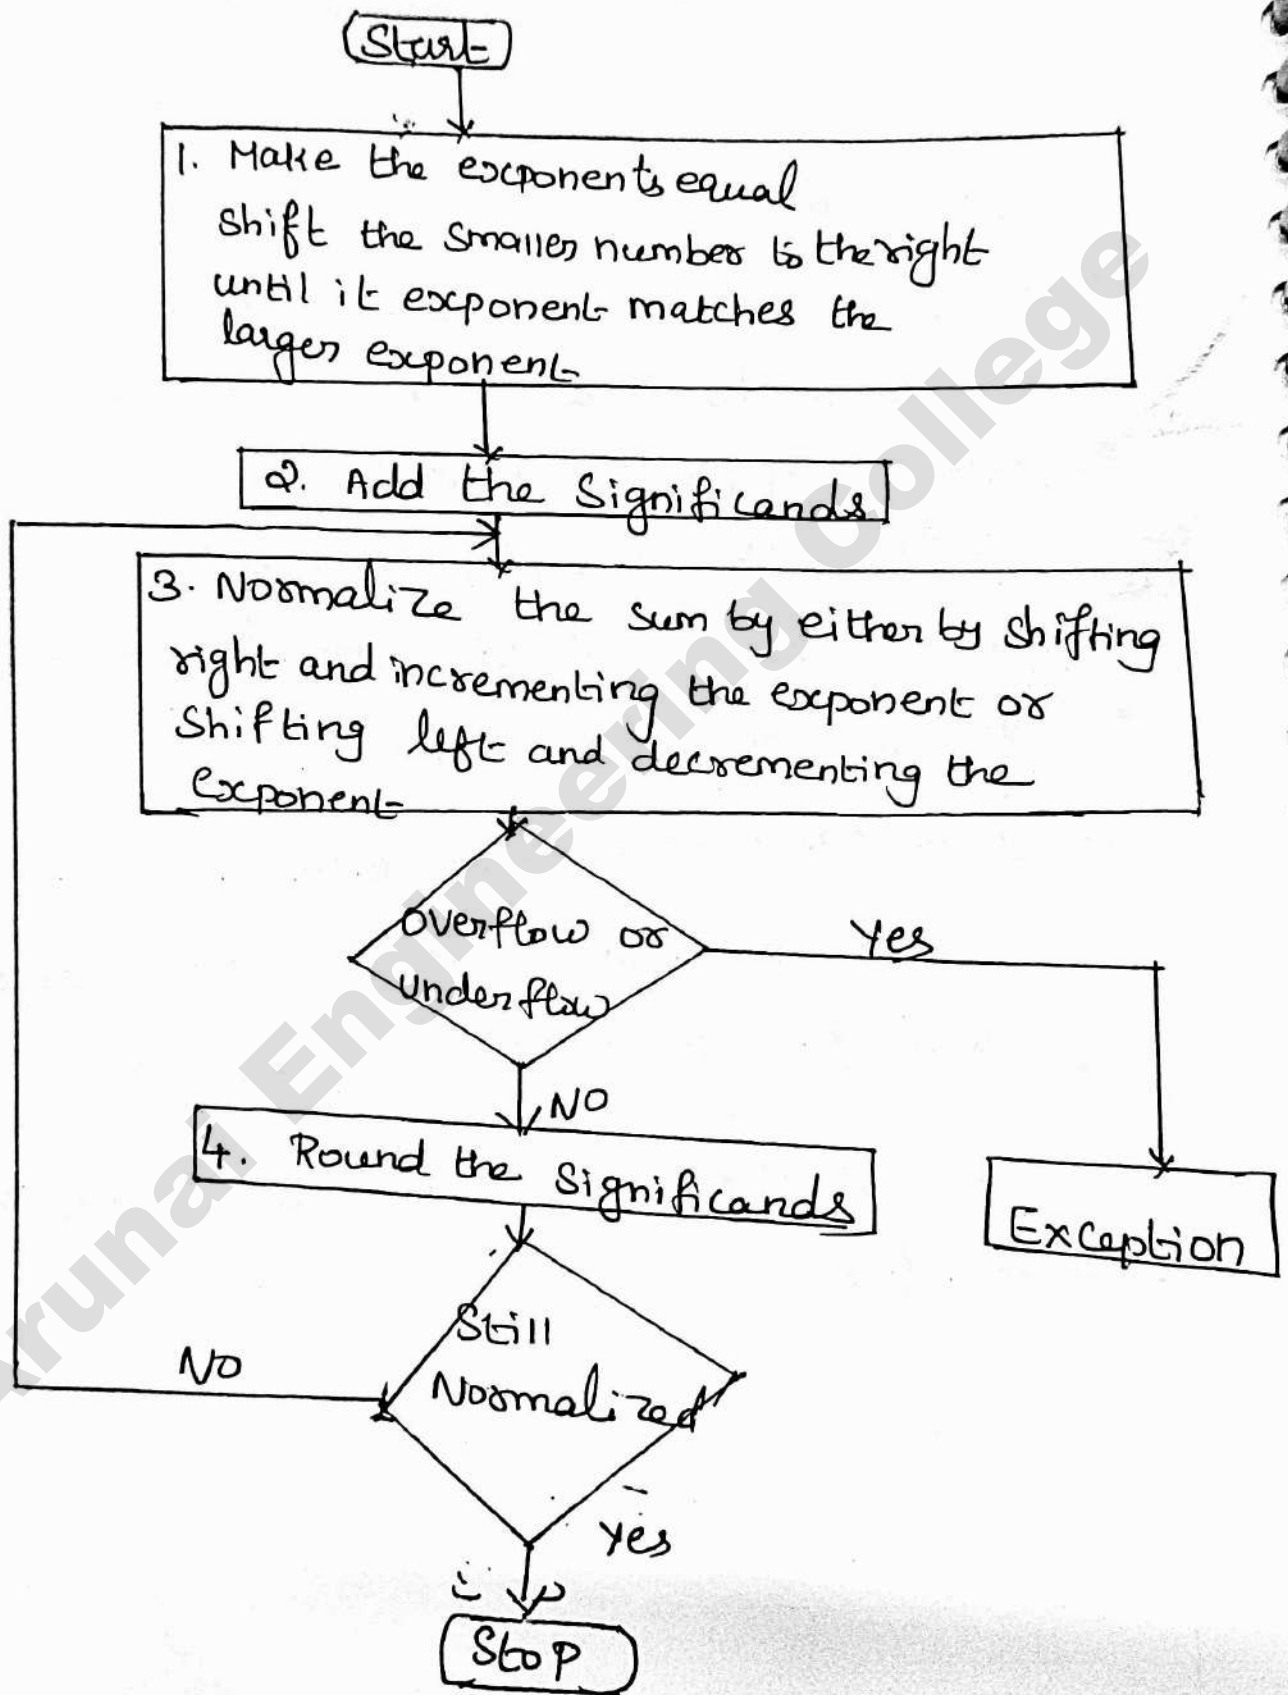 Start
1. Make the exponents equal
shift the smaller number to the right
until it exponent matches the
larger exponent
2. Add the Significands
3. Normalize the sum by either by shifting
right and incrementing the exponent or
Shifting left and decrementing the
exponent
Overflow or
Underflow
Yes
NO
4. Round the Significands
Exception
Still
Normalized
NO
Yes
Stop
Arunai Engineering College